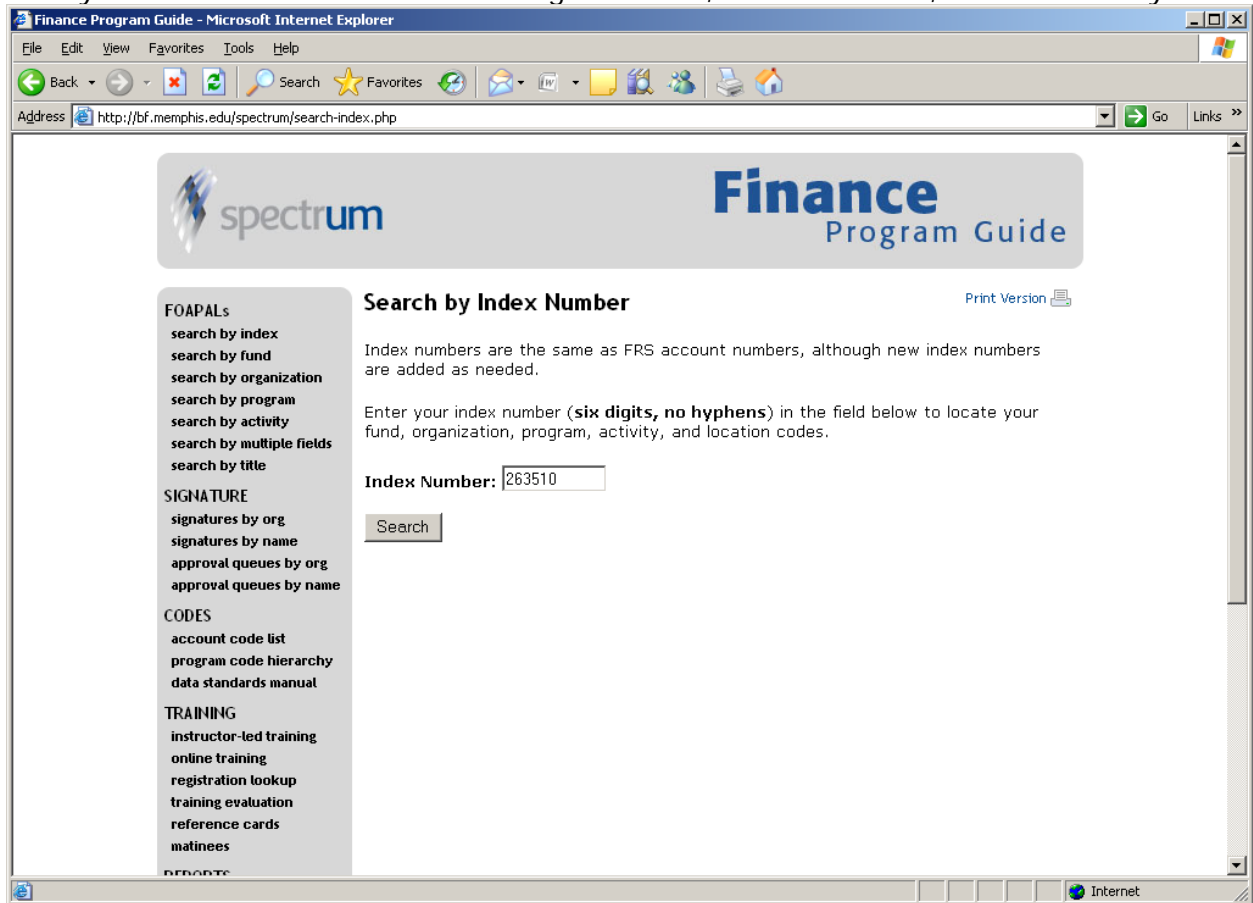 Finance Program Guide - Microsoft Internet Explorer
File Edit View Favorites Tools Help
Back Search Favorites
Address http://bf.memphis.edu/spectrum/search-index.php Go Links »
spectrum
Finance
Program Guide
FOAPALs
search by index
search by fund
search by organization
search by program
search by activity
search by multiple fields
search by title
SIGNATURE
signatures by org
signatures by name
approval queues by org
approval queues by name
CODES
account code list
program code hierarchy
data standards manual
TRAINING
instructor-led training
online training
registration lookup
training evaluation
reference cards
matinees
REPORTS
Search by Index Number
Print Version
Index numbers are the same as FRS account numbers, although new index numbers
are added as needed.
Enter your index number (six digits, no hyphens) in the field below to locate your
fund, organization, program, activity, and location codes.
Index Number: 263510
Search
Internet